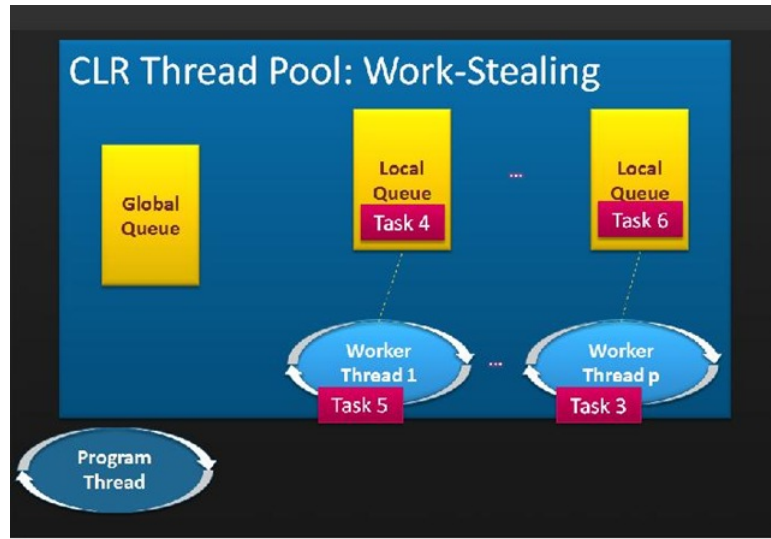 CLR Thread Pool: Work-Stealing
Global
Queue
Local
Queue
Task 4
...
Local
Queue
Task 6
Worker
Thread 1
Task 5
...
Worker
Thread p
Task 3
Program
Thread